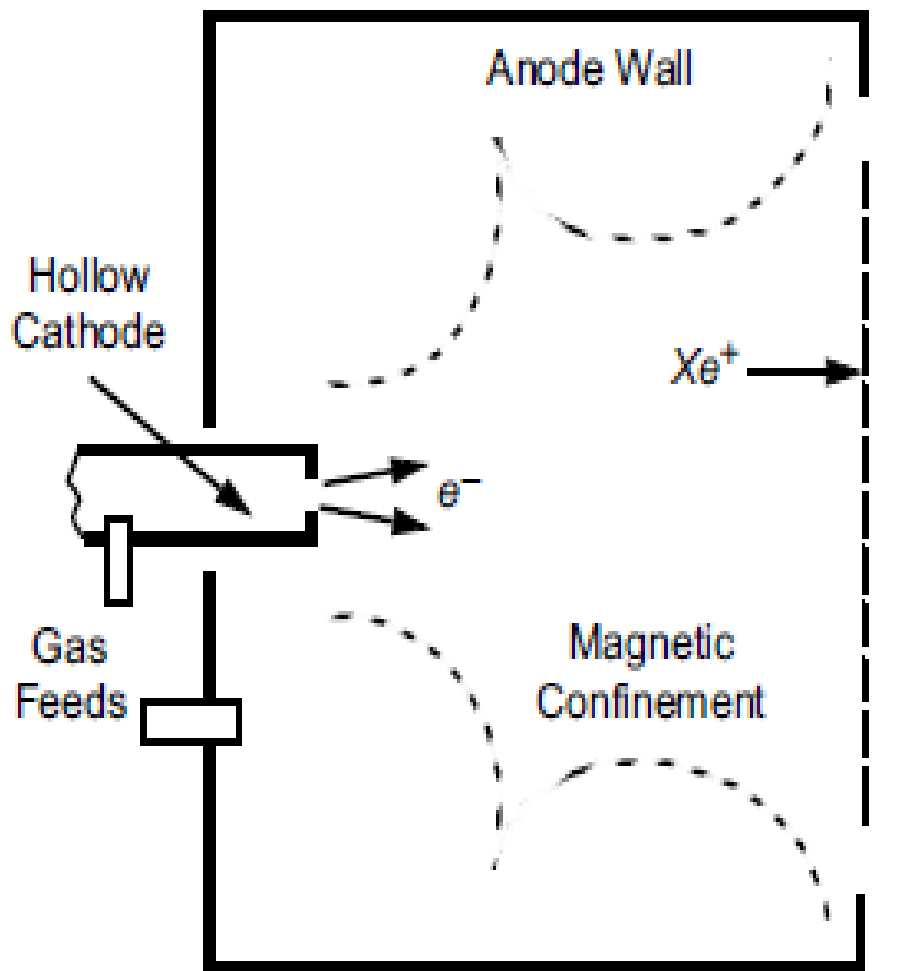 Anode Wall
Hollow
Cathode
Xe⁺
e⁻
Gas
Feeds
Magnetic
Confinement